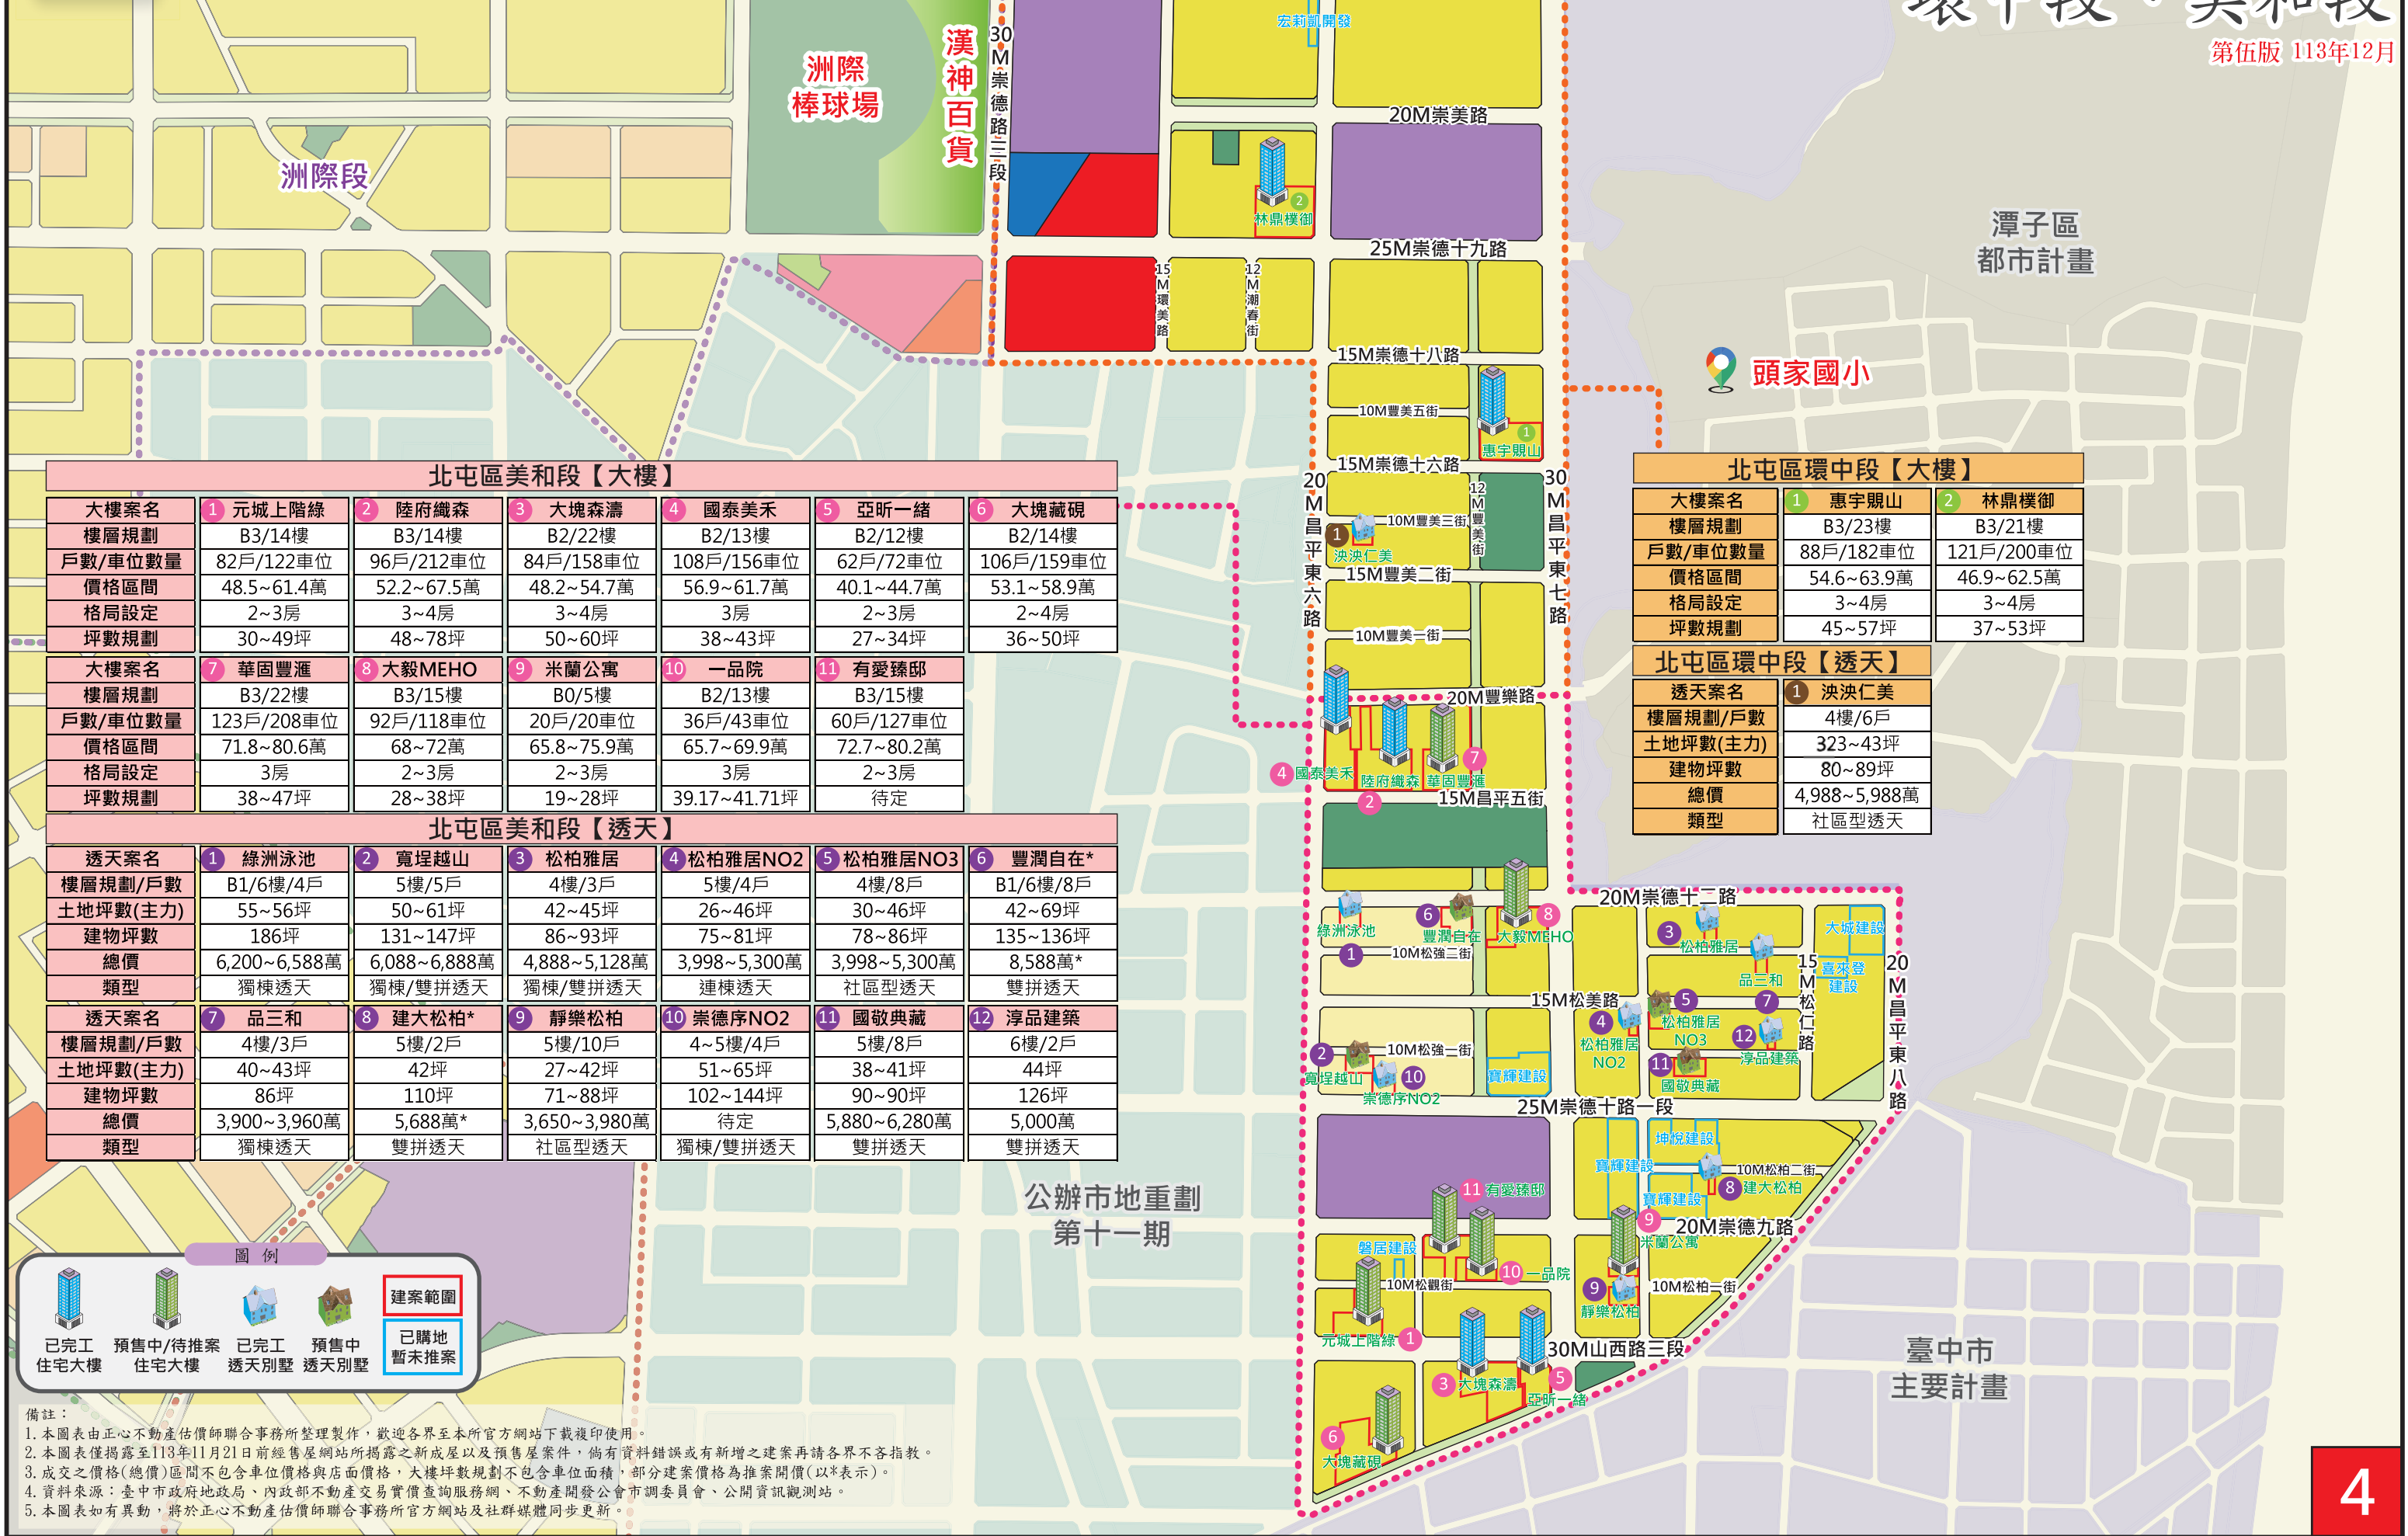 環中段、美和段
第伍版 113年12月
宏莉凱開發
洲際
棒球場
漢神百貨
30M崇德路三段
20M崇美路
洲際段
2
林鼎樸御
25M崇德十九路
潭子區
都市計畫
15M環美路
12M潮春街
15M崇德十八路
頭家國小
10M豐美五街
1
惠宇覞山
15M崇德十六路
20M昌平東六路
12M豐美街
30M昌平東七路
10M豐美三街
1
泱泱仁美
15M豐美二街
10M豐美一街
20M豐樂路
北屯區美和段【大樓】
大樓案名 1 元城上階綠 2 陸府織森 3 大塊森濤 4 國泰美禾 5 亞昕一緒 6 大塊藏硯
樓層規劃 B3/14樓 B3/14樓 B2/22樓 B2/13樓 B2/12樓 B2/14樓
戶數/車位數量 82戶/122車位 96戶/212車位 84戶/158車位 108戶/156車位 62戶/72車位 106戶/159車位
價格區間 48.5~61.4萬 52.2~67.5萬 48.2~54.7萬 56.9~61.7萬 40.1~44.7萬 53.1~58.9萬
格局設定 2~3房 3~4房 3~4房 3房 2~3房 2~4房
坪數規劃 30~49坪 48~78坪 50~60坪 38~43坪 27~34坪 36~50坪
大樓案名 7 華固豐滙 8 大毅MEHO 9 米蘭公寓 10 一品院 11 有愛臻邸
樓層規劃 B3/22樓 B3/15樓 B0/5樓 B2/13樓 B3/15樓
戶數/車位數量 123戶/208車位 92戶/118車位 20戶/20車位 36戶/43車位 60戶/127車位
價格區間 71.8~80.6萬 68~72萬 65.8~75.9萬 65.7~69.9萬 72.7~80.2萬
格局設定 3房 2~3房 2~3房 3房 2~3房
坪數規劃 38~47坪 28~38坪 19~28坪 39.17~41.71坪 待定
北屯區美和段【透天】
透天案名 1 綠洲泳池 2 寬埕越山 3 松柏雅居 4 松柏雅居NO2 5 松柏雅居NO3 6 豐潤自在*
樓層規劃/戶數 B1/6樓/4戶 5樓/5戶 4樓/3戶 5樓/4戶 4樓/8戶 B1/6樓/8戶
土地坪數(主力) 55~56坪 50~61坪 42~45坪 26~46坪 30~46坪 42~69坪
建物坪數 186坪 131~147坪 86~93坪 75~81坪 78~86坪 135~136坪
總價 6,200~6,588萬 6,088~6,888萬 4,888~5,128萬 3,998~5,300萬 3,998~5,300萬 8,588萬*
類型 獨棟透天 獨棟/雙拼透天 獨棟/雙拼透天 連棟透天 社區型透天 雙拼透天
透天案名 7 品三和 8 建大松柏* 9 靜樂松柏 10 崇德序NO2 11 國敬典藏 12 淳品建築
樓層規劃/戶數 4樓/3戶 5樓/2戶 5樓/10戶 4~5樓/4戶 5樓/8戶 6樓/2戶
土地坪數(主力) 40~43坪 42坪 27~42坪 51~65坪 38~41坪 44坪
建物坪數 86坪 110坪 71~88坪 102~144坪 90~90坪 126坪
總價 3,900~3,960萬 5,688萬* 3,650~3,980萬 待定 5,880~6,280萬 5,000萬
類型 獨棟透天 雙拼透天 社區型透天 獨棟/雙拼透天 雙拼透天 雙拼透天
北屯區環中段【大樓】
大樓案名 1 惠宇覞山 2 林鼎樸御
樓層規劃 B3/23樓 B3/21樓
戶數/車位數量 88戶/182車位 121戶/200車位
價格區間 54.6~63.9萬 46.9~62.5萬
格局設定 3~4房 3~4房
坪數規劃 45~57坪 37~53坪
北屯區環中段【透天】
透天案名 1 泱泱仁美
樓層規劃/戶數 4樓/6戶
土地坪數(主力) 323~43坪
建物坪數 80~89坪
總價 4,988~5,988萬
類型 社區型透天
4 國泰美禾
陸府織森
2
華固豐滙
7
15M昌平五街
20M崇德十二路
綠洲泳池
1
6
豐潤自在
8
大毅MEHO
3
松柏雅居
大城建設
10M松強二街
品三和
7
喜來登
建設
15M松仁路
20M昌平東八路
15M松美路
4
松柏雅居
NO2
5
松柏雅居
NO3
12
淳品建築
2
寬埕越山
10M松強一街
10
崇德序NO2
寶輝建設
11
國敬典藏
25M崇德十路一段
坤悅建設
寶輝建設
10M松柏二街
寶輝建設
8 建大松柏
11 有愛臻邸
9
米蘭公寓
20M崇德九路
磐居建設
10 一品院
10M松觀街
9
靜樂松柏
10M松柏一街
元城上階綠 1
30M山西路三段
3 大塊森濤
5
亞昕一緒
6
大塊藏硯
公辦市地重劃
第十一期
臺中市
主要計畫
圖 例
已完工
住宅大樓
預售中/待推案
住宅大樓
已完工
透天別墅
預售中
透天別墅
建案範圍
已購地
暫未推案
備註：
1. 本圖表由正心不動產估價師聯合事務所整理製作，歡迎各界至本所官方網站下載複印使用。
2. 本圖表僅揭露至113年11月21日前經售屋網站所揭露之新成屋以及預售屋案件，倘有資料錯誤或有新增之建案再請各界不吝指教。
3. 成交之價格(總價)區間不包含車位價格與店面價格，大樓坪數規劃不包含車位面積，部分建案價格為推案開價(以*表示)。
4. 資料來源：臺中市政府地政局、內政部不動產交易實價查詢服務網、不動產開發公會市調委員會、公開資訊觀測站。
5. 本圖表如有異動，將於正心不動產估價師聯合事務所官方網站及社群媒體同步更新。
4